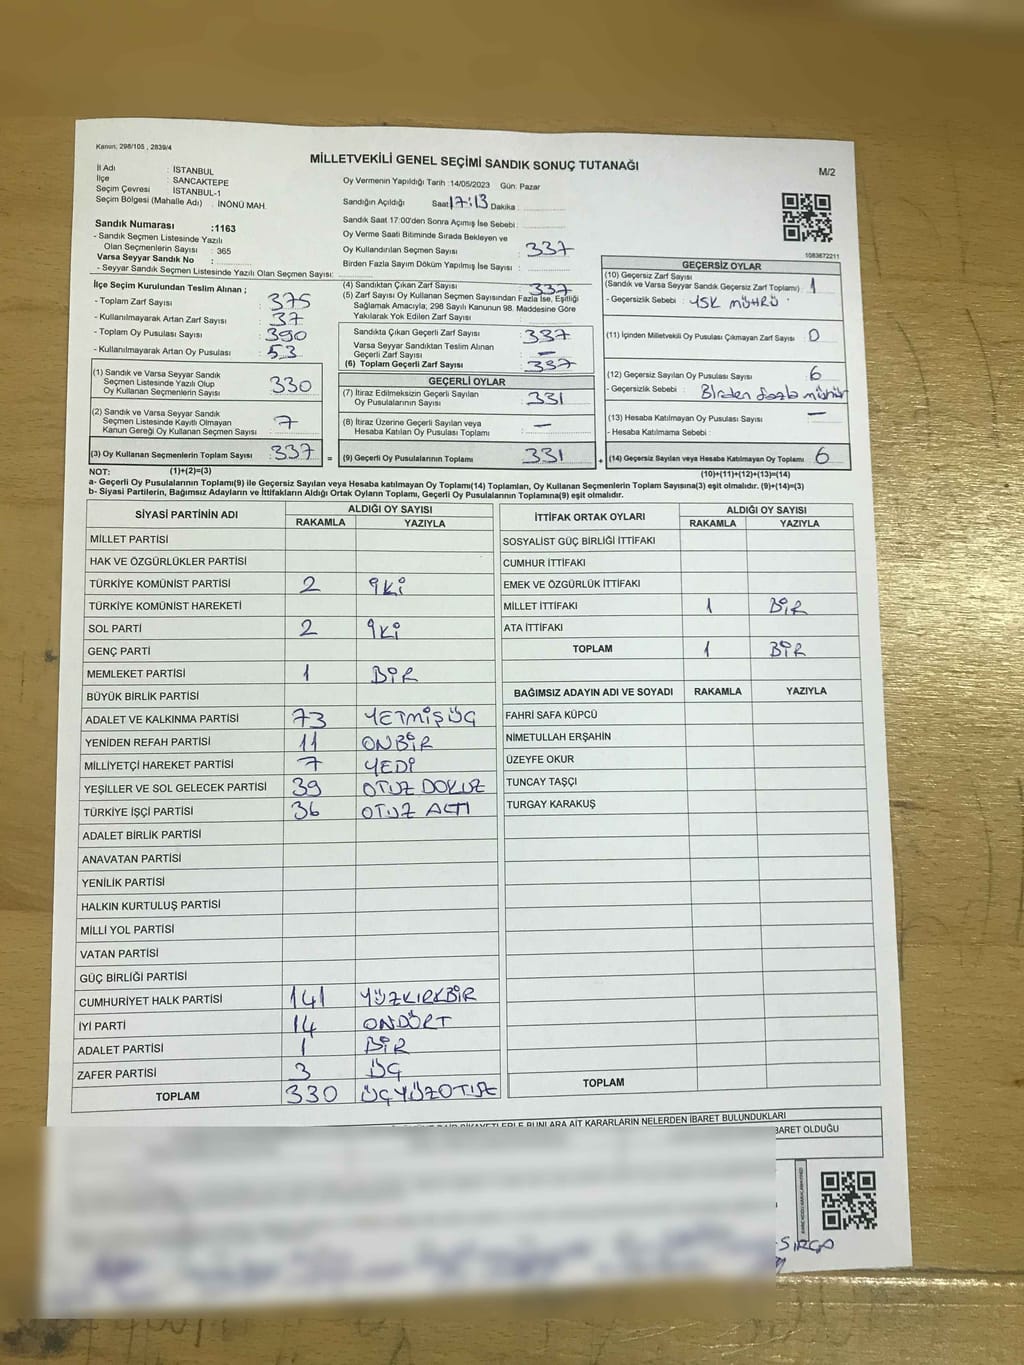 Kanun, 298/105 , 2839/4
MİLLETVEKİLİ GENEL SEÇİMİ SANDIK SONUÇ TUTANAĞI
M/2
İl Adı : İSTANBUL
İlçe : SANCAKTEPE
Seçim Çevresi : İSTANBUL-1
Seçim Bölgesi (Mahalle Adı) : İNÖNÜ MAH.
Oy Vermenin Yapıldığı Tarih :14/05/2023 Gün: Pazar
Sandığın Açıldığı Saat 17:13 Dakika :
Sandık Saat 17:00'den Sonra Açılmış İse Sebebi :
Oy Verme Saati Bitiminde Sırada Bekleyen ve
Oy Kullandırılan Seçmen Sayısı : 337
Birden Fazla Sayım Döküm Yapılmış İse Sayısı :
Sandık Numarası :1163
- Sandık Seçmen Listesinde Yazılı
Olan Seçmenlerin Sayısı : 365
Varsa Seyyar Sandık No :
- Seyyar Sandık Seçmen Listesinde Yazılı Olan Seçmen Sayısı:
İlçe Seçim Kurulundan Teslim Alınan ;
- Toplam Zarf Sayısı : 375
- Kullanılmayarak Artan Zarf Sayısı : 37
- Toplam Oy Pusulası Sayısı : 390
- Kullanılmayarak Artan Oy Pusulası : 53
(1) Sandık ve Varsa Seyyar Sandık
Seçmen Listesinde Yazılı Olup
Oy Kullanan Seçmenlerin Sayısı : 330
(2) Sandık ve Varsa Seyyar Sandık
Seçmen Listesinde Kayıtlı Olmayan
Kanun Gereği Oy Kullanan Seçmen Sayısı : 7
(3) Oy Kullanan Seçmenlerin Toplam Sayısı : 337 =
(4) Sandıktan Çıkan Zarf Sayısı : 337
(5) Zarf Sayısı Oy Kullanan Seçmen Sayısından Fazla İse, Eşitliği
Sağlamak Amacıyla, 298 Sayılı Kanunun 98. Maddesine Göre
Yakılarak Yok Edilen Zarf Sayısı :
Sandıkta Çıkan Geçerli Zarf Sayısı : 337
Varsa Seyyar Sandıktan Teslim Alınan
Geçerli Zarf Sayısı : —
(6) Toplam Geçerli Zarf Sayısı : 337
GEÇERLİ OYLAR
(7) İtiraz Edilmeksizin Geçerli Sayılan
Oy Pusulalarının Sayısı : 331
(8) İtiraz Üzerine Geçerli Sayılan veya
Hesaba Katılan Oy Pusulası Toplamı : —
(9) Geçerli Oy Pusulalarının Toplamı : 331 +
1083672211
GEÇERSİZ OYLAR
(10) Geçersiz Zarf Sayısı
(Sandık ve Varsa Seyyar Sandık Geçersiz Zarf Toplamı) : 1
- Geçersizlik Sebebi : YSK MÜHRÜ
(11) İçinden Milletvekili Oy Pusulası Çıkmayan Zarf Sayısı : 0
(12) Geçersiz Sayılan Oy Pusulası Sayısı : 6
- Geçersizlik Sebebi : Birden fazla mühür
(13) Hesaba Katılmayan Oy Pusulası Sayısı : —
- Hesaba Katılmama Sebebi :
(14) Geçersiz Sayılan veya Hesaba Katılmayan Oy Toplamı : 6
NOT: (1)+(2)=(3)
(10)+(11)+(12)+(13)=(14)
a- Geçerli Oy Pusulalarının Toplamı(9) ile Geçersiz Sayılan veya Hesaba Katılmayan Oy Toplamı(14) Toplamları, Oy Kullanan Seçmenlerin Toplam Sayısına(3) eşit olmalıdır. (9)+(14)=(3)
b- Siyasi Partilerin, Bağımsız Adayların ve İttifakların Aldığı Ortak Oyların Toplamı, Geçerli Oy Pusulalarının Toplamına(9) eşit olmalıdır.
SİYASİ PARTİNİN ADI ALDIĞI OY SAYISI
RAKAMLA YAZIYLA
MİLLET PARTİSİ
HAK VE ÖZGÜRLÜKLER PARTİSİ
TÜRKİYE KOMÜNİST PARTİSİ 2 İKİ
TÜRKİYE KOMÜNİST HAREKETİ
SOL PARTİ 2 İKİ
GENÇ PARTİ
MEMLEKET PARTİSİ 1 BİR
BÜYÜK BİRLİK PARTİSİ
ADALET VE KALKINMA PARTİSİ 73 YETMİŞÜÇ
YENİDEN REFAH PARTİSİ 11 ONBİR
MİLLİYETÇİ HAREKET PARTİSİ 7 YEDİ
YEŞİLLER VE SOL GELECEK PARTİSİ 39 OTUZ DOKUZ
TÜRKİYE İŞÇİ PARTİSİ 36 OTUZ ALTI
ADALET BİRLİK PARTİSİ
ANAVATAN PARTİSİ
YENİLİK PARTİSİ
HALKIN KURTULUŞ PARTİSİ
MİLLİ YOL PARTİSİ
VATAN PARTİSİ
GÜÇ BİRLİĞİ PARTİSİ
CUMHURİYET HALK PARTİSİ 141 YÜZKIRKBİR
İYİ PARTİ 14 ONDÖRT
ADALET PARTİSİ 1 BİR
ZAFER PARTİSİ 3 ÜÇ
TOPLAM 330 ÜÇYÜZOTUZ
İTTİFAK ORTAK OYLARI ALDIĞI OY SAYISI
RAKAMLA YAZIYLA
SOSYALİST GÜÇ BİRLİĞİ İTTİFAKI
CUMHUR İTTİFAKI
EMEK VE ÖZGÜRLÜK İTTİFAKI
MİLLET İTTİFAKI 1 BİR
ATA İTTİFAKI
TOPLAM 1 BİR
BAĞIMSIZ ADAYIN ADI VE SOYADI RAKAMLA YAZIYLA
FAHRİ SAFA KÜPCÜ
NİMETULLAH ERŞAHİN
ÜZEYFE OKUR
TUNCAY TAŞÇI
TURGAY KARAKUŞ
TOPLAM
BUNLARA AİT KARARLARIN NELERDEN İBARET BULUNDUKLARI
BARET OLDUĞU